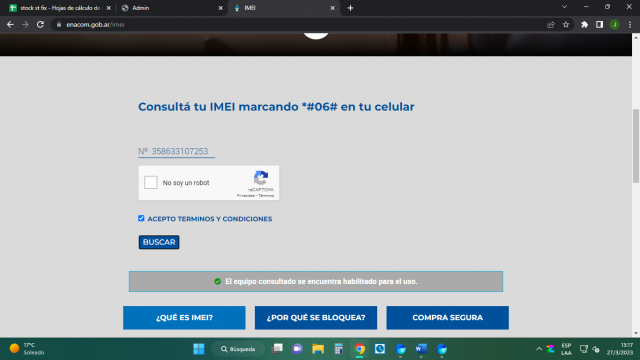 stock st fix - Hojas de cálculo de
Admin
IMEI
enacom.gob.ar/imei
J
Consultá tu IMEI marcando *#06# en tu celular
Nº 358633107253
No soy un robot
reCAPTCHA
Privacidad - Términos
ACEPTO TERMINOS Y CONDICIONES
BUSCAR
El equipo consultado se encuentra habilitado para el uso.
¿QUÉ ES IMEI?
¿POR QUÉ SE BLOQUEA?
COMPRA SEGURA
17°C
Soleado
Búsqueda
ESP
LAA
13:17
27/3/2023